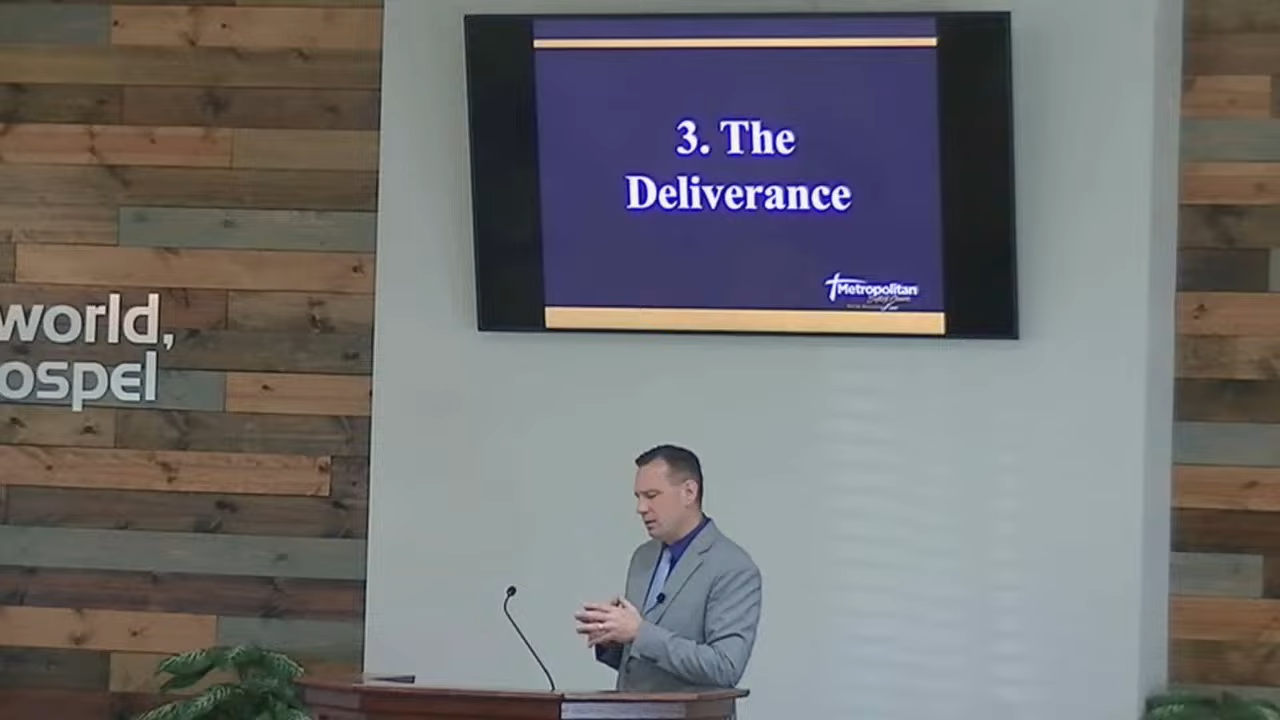 3. The
Deliverance
Metropolitan
world,
ospel